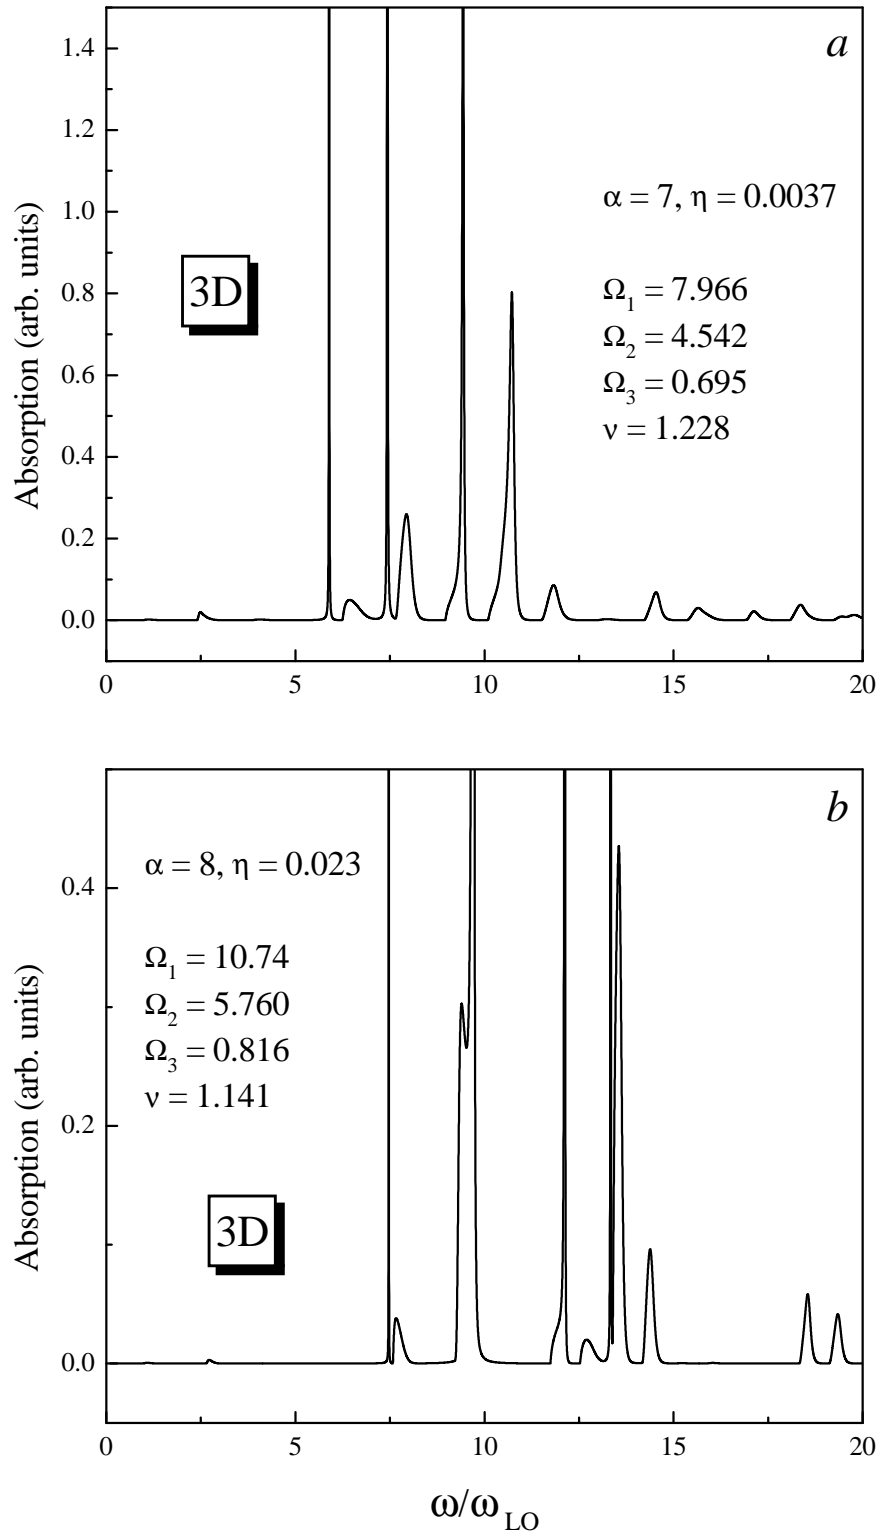 a
1.4
1.2
1.0
0.8
0.6
0.4
0.2
0.0
Absorption (arb. units)
3D
α = 7, η = 0.0037
Ω₁ = 7.966
Ω₂ = 4.542
Ω₃ = 0.695
ν = 1.228
0 5 10 15 20
b
0.4
0.2
0.0
Absorption (arb. units)
α = 8, η = 0.023
Ω₁ = 10.74
Ω₂ = 5.760
Ω₃ = 0.816
ν = 1.141
3D
0 5 10 15 20
ω/ω_LO